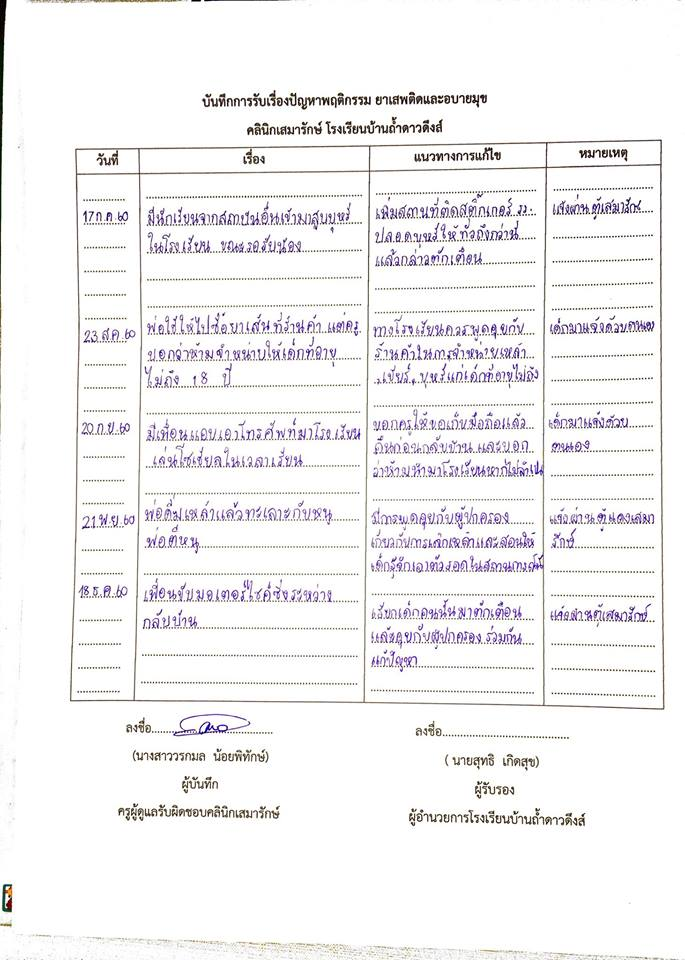 บันทึกการรับเรื่องปัญหาพฤติกรรม ยาเสพติดและอบายมุข
คลินิกเสมารักษ์ โรงเรียนบ้านถ้ำดาวดึงส์
วันที่ เรื่อง แนวทางการแก้ไข หมายเหตุ
17 ก.ค. 60 มีนักเรียนจากสถาบันอื่นเข้ามาสูบบุหรี่ เพิ่มสถานที่ติดสติ๊กเกอร์ รร. แจ้งผ่านตู้เสมารักษ์
ในโรงเรียน ขณะรอรับน้อง ปลอดบุหรี่ให้ทั่วถึงกว่านี้
แล้วกล่าวตักเตือน
23 ส.ค. 60 พ่อใช้ให้ไปซื้อยาเส้นที่ร้านค้า แต่ครู ทางโรงเรียนควรพูดคุยกับ เด็กมาแจ้งด้วยตนเอง
บอกว่าห้ามจำหน่ายให้เด็กที่อายุ ร้านค้าในการจำหน่ายเหล้า
ไม่ถึง 18 ปี เบียร์ บุหรี่แก่เด็กที่อายุไม่ถึง
20 ก.ย. 60 มีเพื่อนแอบเอาโทรศัพท์มาโรงเรียน บอกครูให้ขอเก็บมือถือแล้ว เด็กมาแจ้งด้วย
เล่นโซเชียลในเวลาเรียน คืนก่อนกลับบ้าน และบอก ตนเอง
ว่าห้ามนำมาโรงเรียนหากไม่จำเป็น
21 พ.ย. 60 พ่อดื่มเหล้าแล้วทะเลาะกับหนู มีการพูดคุยกับผู้ปกครอง แจ้งผ่านตู้แดงเสมา
พ่อตีหนู เกี่ยวกับการเลิกเหล้าและสอนให้ รักษ์
เด็กรู้จักเอาตัวรอดในสถานการณ์
18 ธ.ค. 60 เพื่อนขับมอเตอร์ไซค์ซิ่งระหว่าง
กลับบ้าน เรียกเด็กคนนั้นมาตักเตือน แจ้งผ่านตู้เสมารักษ์
และคุยกับผู้ปกครอง ร่วมกัน
แก้ปัญหา
ลงชื่อ ลงชื่อ
(นางสาววรกมล น้อยพิทักษ์) ( นายสุทธิ เกิดสุข)
ผู้บันทึก ผู้รับรอง
ครูผู้ดูแลรับผิดชอบคลินิกเสมารักษ์ ผู้อำนวยการโรงเรียนบ้านถ้ำดาวดึงส์